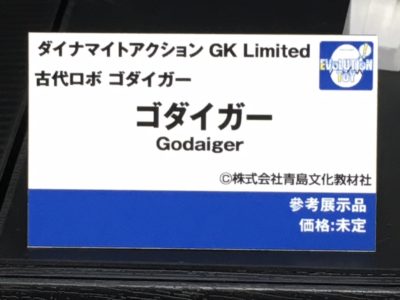 ダイナマイトアクション GK Limited
EVOLUTION
TOY
古代ロボ ゴダイガー
ゴダイガー
Godaiger
©株式会社青島文化教材社
参考展示品
価格:未定